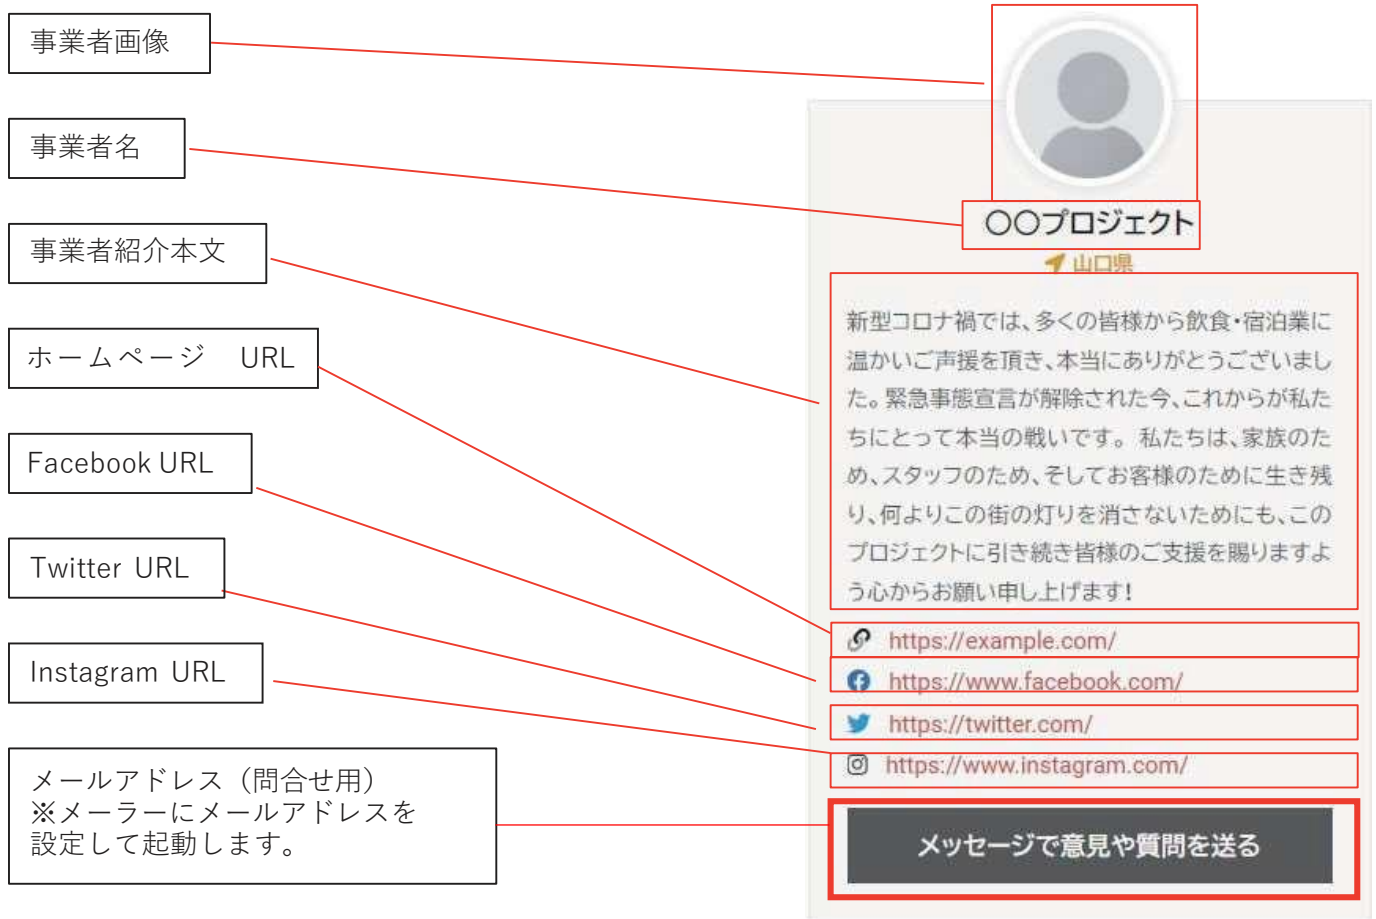 事業者画像
事業者名
事業者紹介本文
ホームページ　URL
Facebook URL
Twitter URL
Instagram URL
メールアドレス（問合せ用）
※メーラーにメールアドレスを
設定して起動します。
〇〇プロジェクト
山口県
新型コロナ禍では、多くの皆様から飲食・宿泊業に
温かいご声援を頂き、本当にありがとうございまし
た。緊急事態宣言が解除された今、これからが私た
ちにとって本当の戦いです。 私たちは、家族のた
め、スタッフのため、そしてお客様のために生き残
り、何よりこの街の灯りを消さないためにも、この
プロジェクトに引き続き皆様のご支援を賜りますよ
う心からお願い申し上げます！
https://example.com/
https://www.facebook.com/
https://twitter.com/
https://www.instagram.com/
メッセージで意見や質問を送る